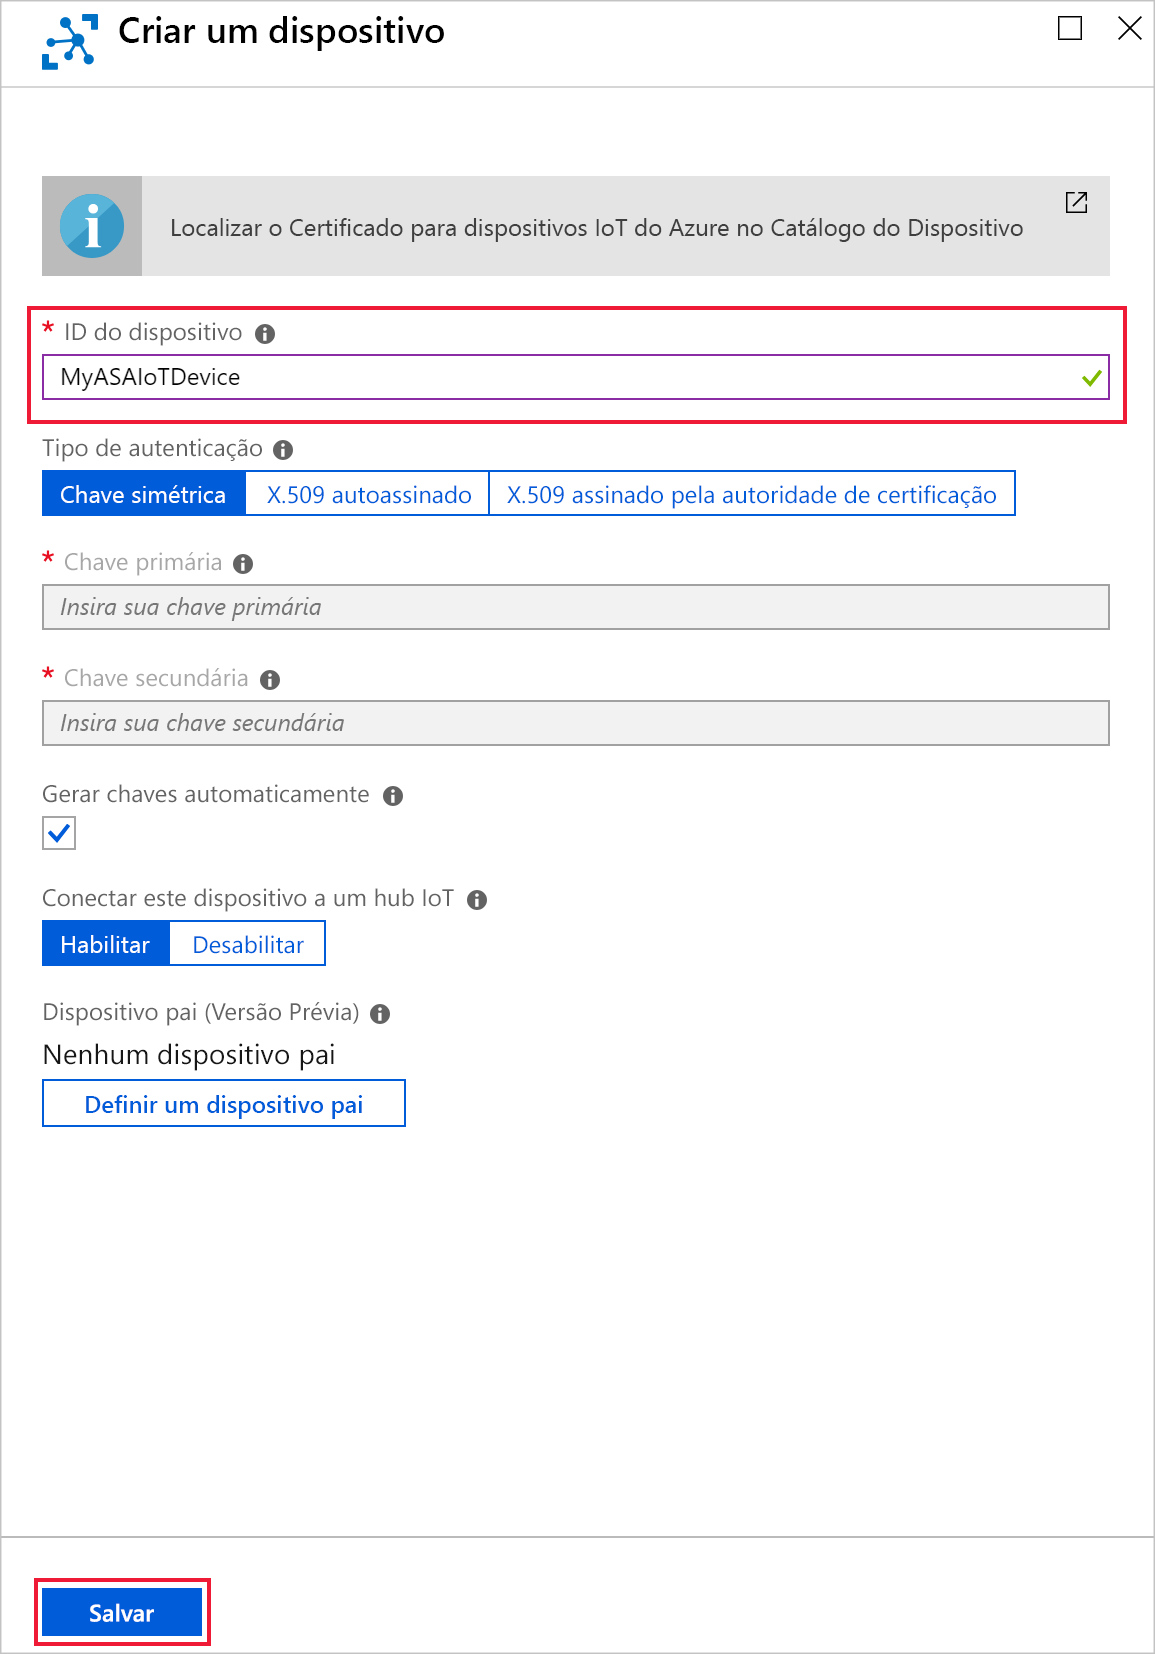 Criar um dispositivo
Localizar o Certificado para dispositivos IoT do Azure no Catálogo do Dispositivo
* ID do dispositivo
MyASAIoTDevice
Tipo de autenticação
Chave simétrica
X.509 autoassinado
X.509 assinado pela autoridade de certificação
* Chave primária
Insira sua chave primária
* Chave secundária
Insira sua chave secundária
Gerar chaves automaticamente
Conectar este dispositivo a um hub IoT
Habilitar
Desabilitar
Dispositivo pai (Versão Prévia)
Nenhum dispositivo pai
Definir um dispositivo pai
Salvar